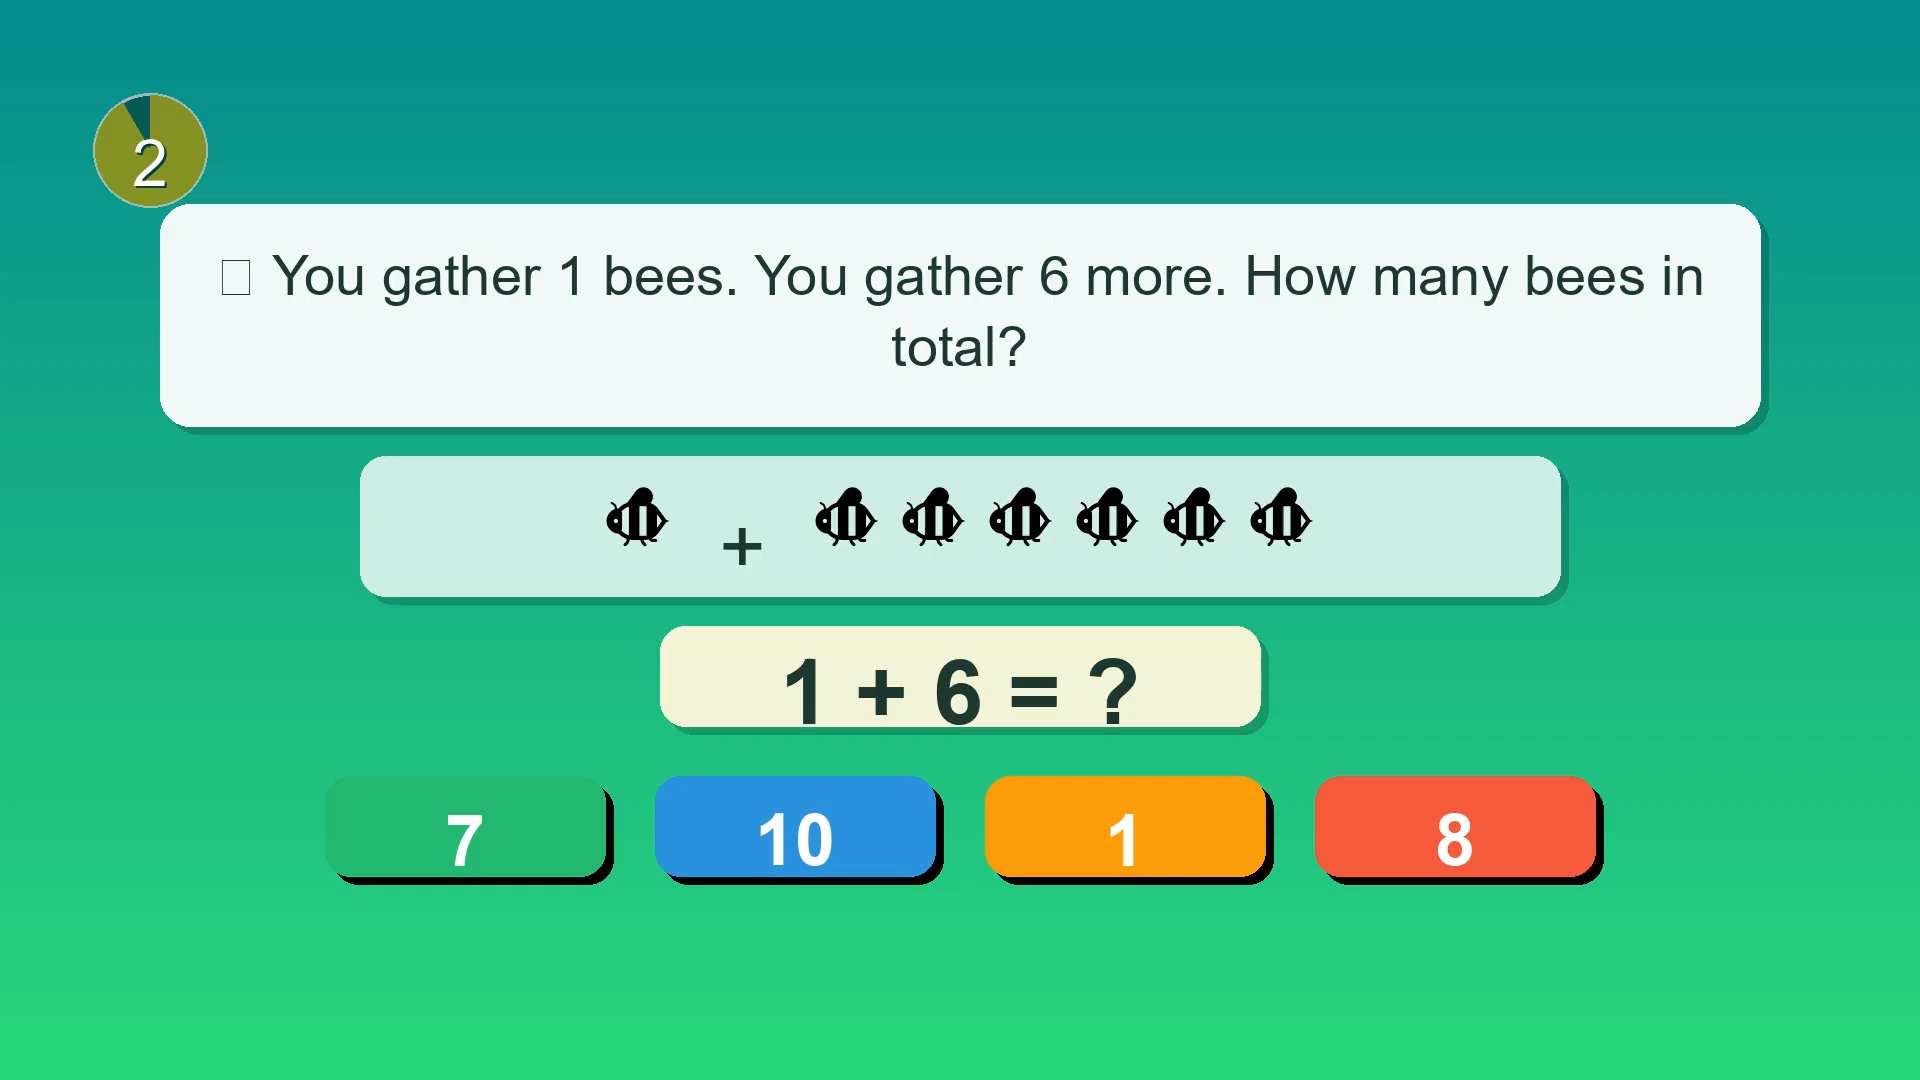 2
You gather 1 bees. You gather 6 more. How many bees in
total?
+
1 + 6 = ?
7 10 1 8